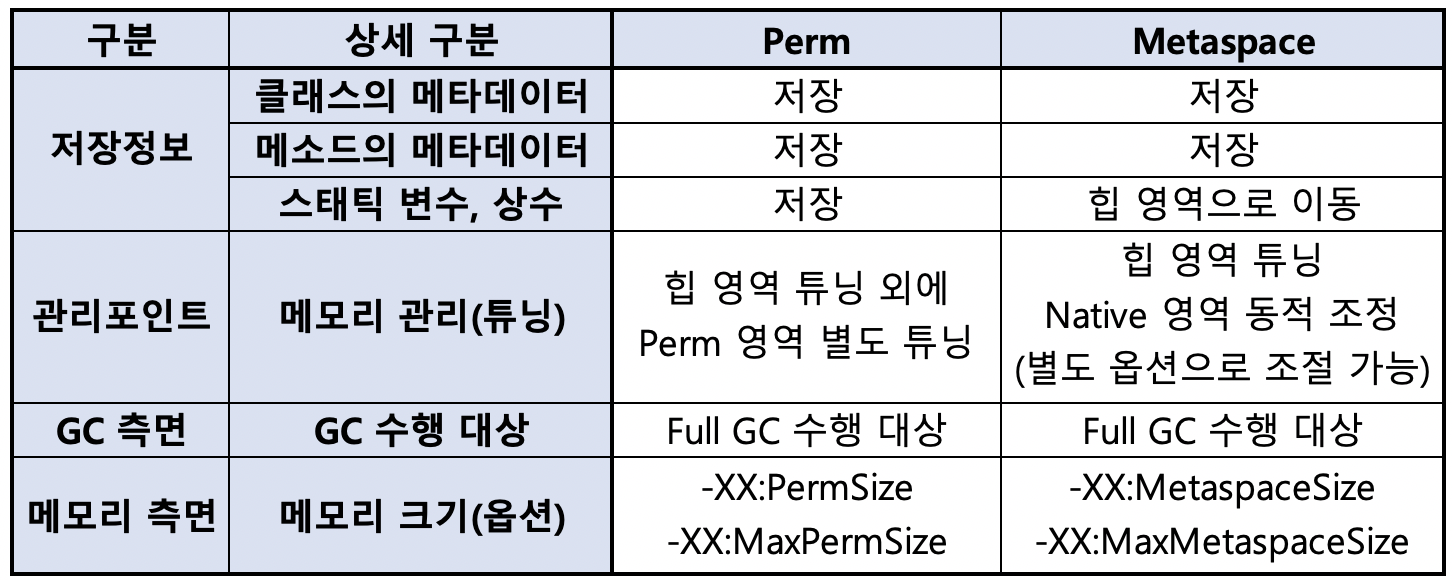 구분 상세 구분 Perm Metaspace
저장정보 클래스의 메타데이터 저장 저장
메소드의 메타데이터 저장 저장
스태틱 변수, 상수 저장 힙 영역으로 이동
관리포인트 메모리 관리(튜닝)
힙 영역 튜닝 외에
Perm 영역 별도 튜닝
힙 영역 튜닝
Native 영역 동적 조정
(별도 옵션으로 조절 가능)
GC 측면 GC 수행 대상 Full GC 수행 대상 Full GC 수행 대상
메모리 측면 메모리 크기(옵션)
-XX:PermSize
-XX:MaxPermSize
-XX:MetaspaceSize
-XX:MaxMetaspaceSize